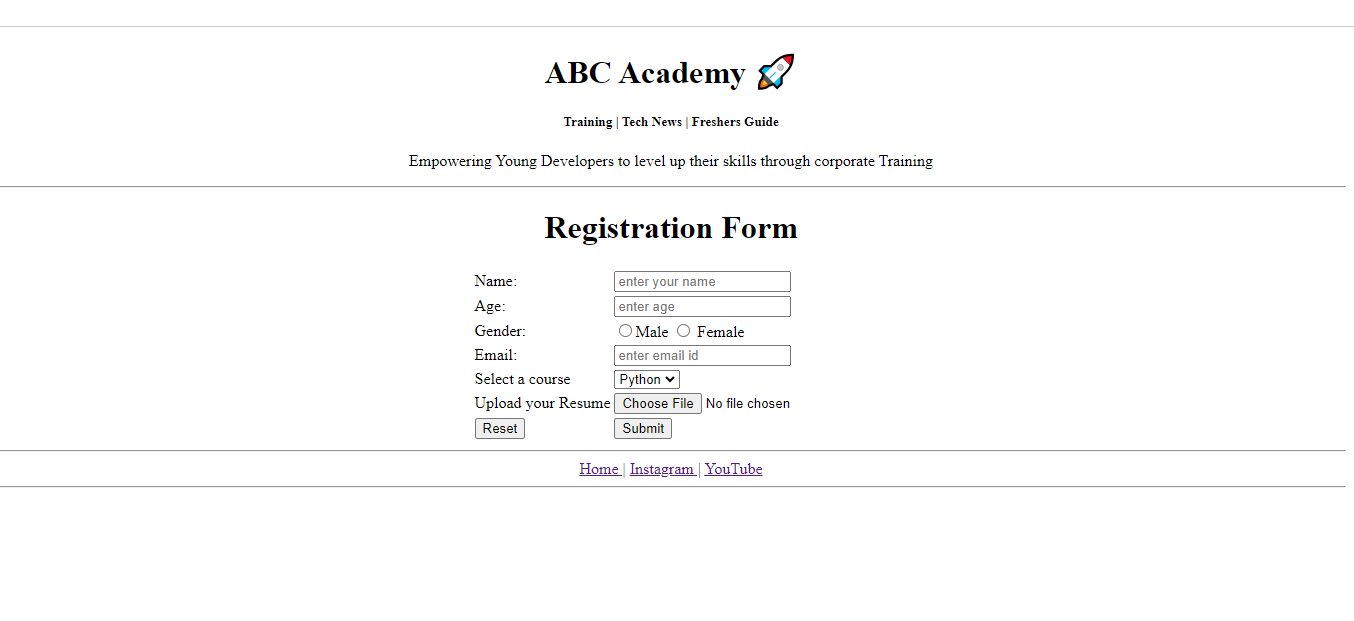 ABC Academy 🚀
Training | Tech News | Freshers Guide
Empowering Young Developers to level up their skills through corporate Training
Registration Form
Name: enter your name
Age: enter age
Gender: Male Female
Email: enter email id
Select a course Python
Upload your Resume Choose File No file chosen
Reset Submit
Home | Instagram | YouTube